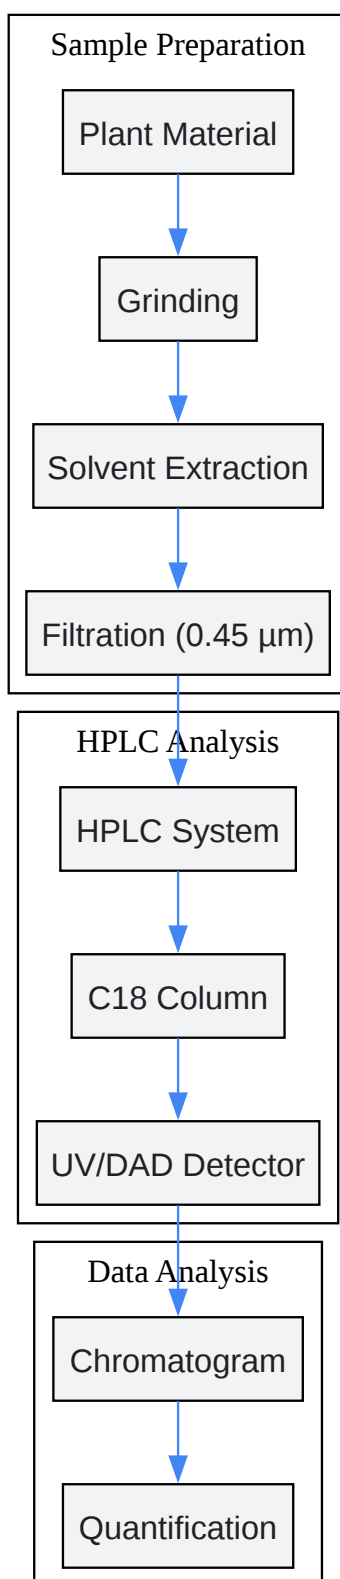 Sample Preparation
Plant Material
Grinding
Solvent Extraction
Filtration (0.45 µm)
HPLC Analysis
HPLC System
C18 Column
UV/DAD Detector
Data Analysis
Chromatogram
Quantification